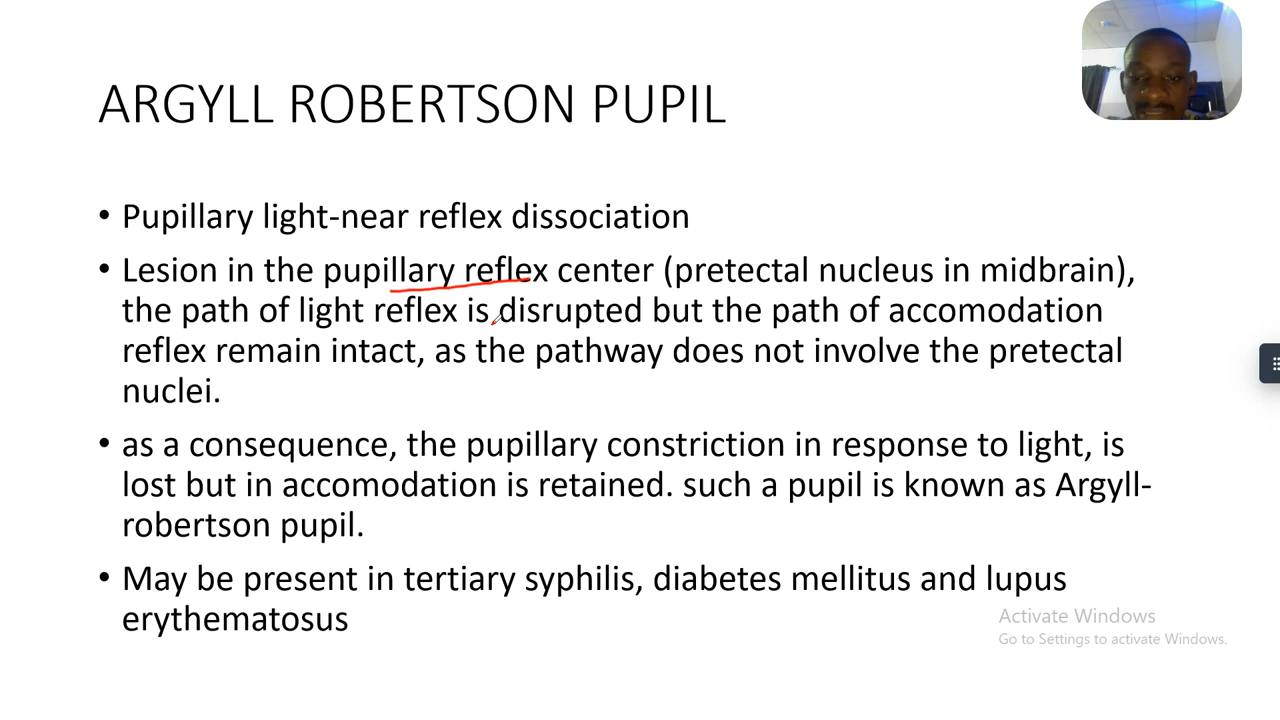 ARGYLL ROBERTSON PUPIL
• Pupillary light-near reflex dissociation
• Lesion in the pupillary reflex center (pretectal nucleus in midbrain),
the path of light reflex is disrupted but the path of accomodation
reflex remain intact, as the pathway does not involve the pretectal
nuclei.
• as a consequence, the pupillary constriction in response to light, is
lost but in accomodation is retained. such a pupil is known as Argyll-
robertson pupil.
• May be present in tertiary syphilis, diabetes mellitus and lupus
erythematosus
Activate Windows
Go to Settings to activate Windows.